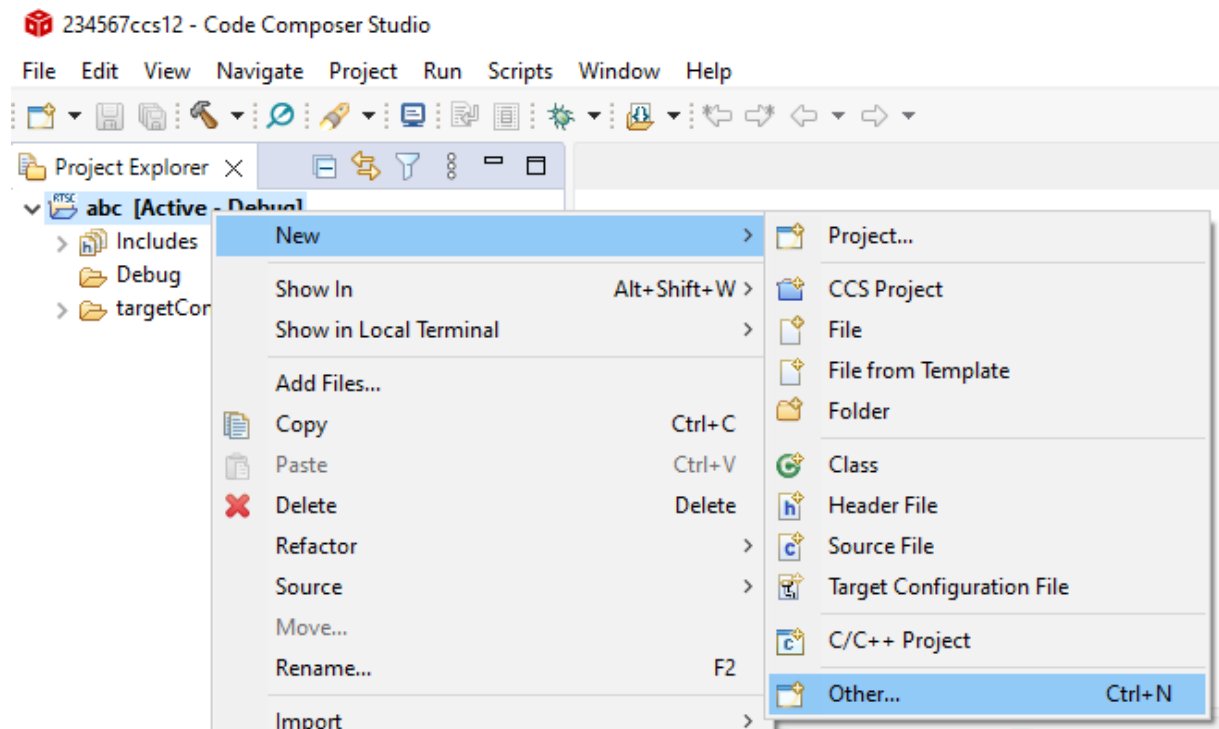 234567ccs12 - Code Composer Studio
File Edit View Navigate Project Run Scripts Window Help
Project Explorer
RTSC abc [Active - Debug]
Includes
Debug
New
Show In Alt+Shift+W
Show in Local Terminal
Add Files...
Copy Ctrl+C
Paste Ctrl+V
Delete Delete
Refactor
Source
Move...
Rename... F2
Import
Project...
CCS Project
File
File from Template
Folder
Class
Header File
Source File
Target Configuration File
C/C++ Project
Other... Ctrl+N